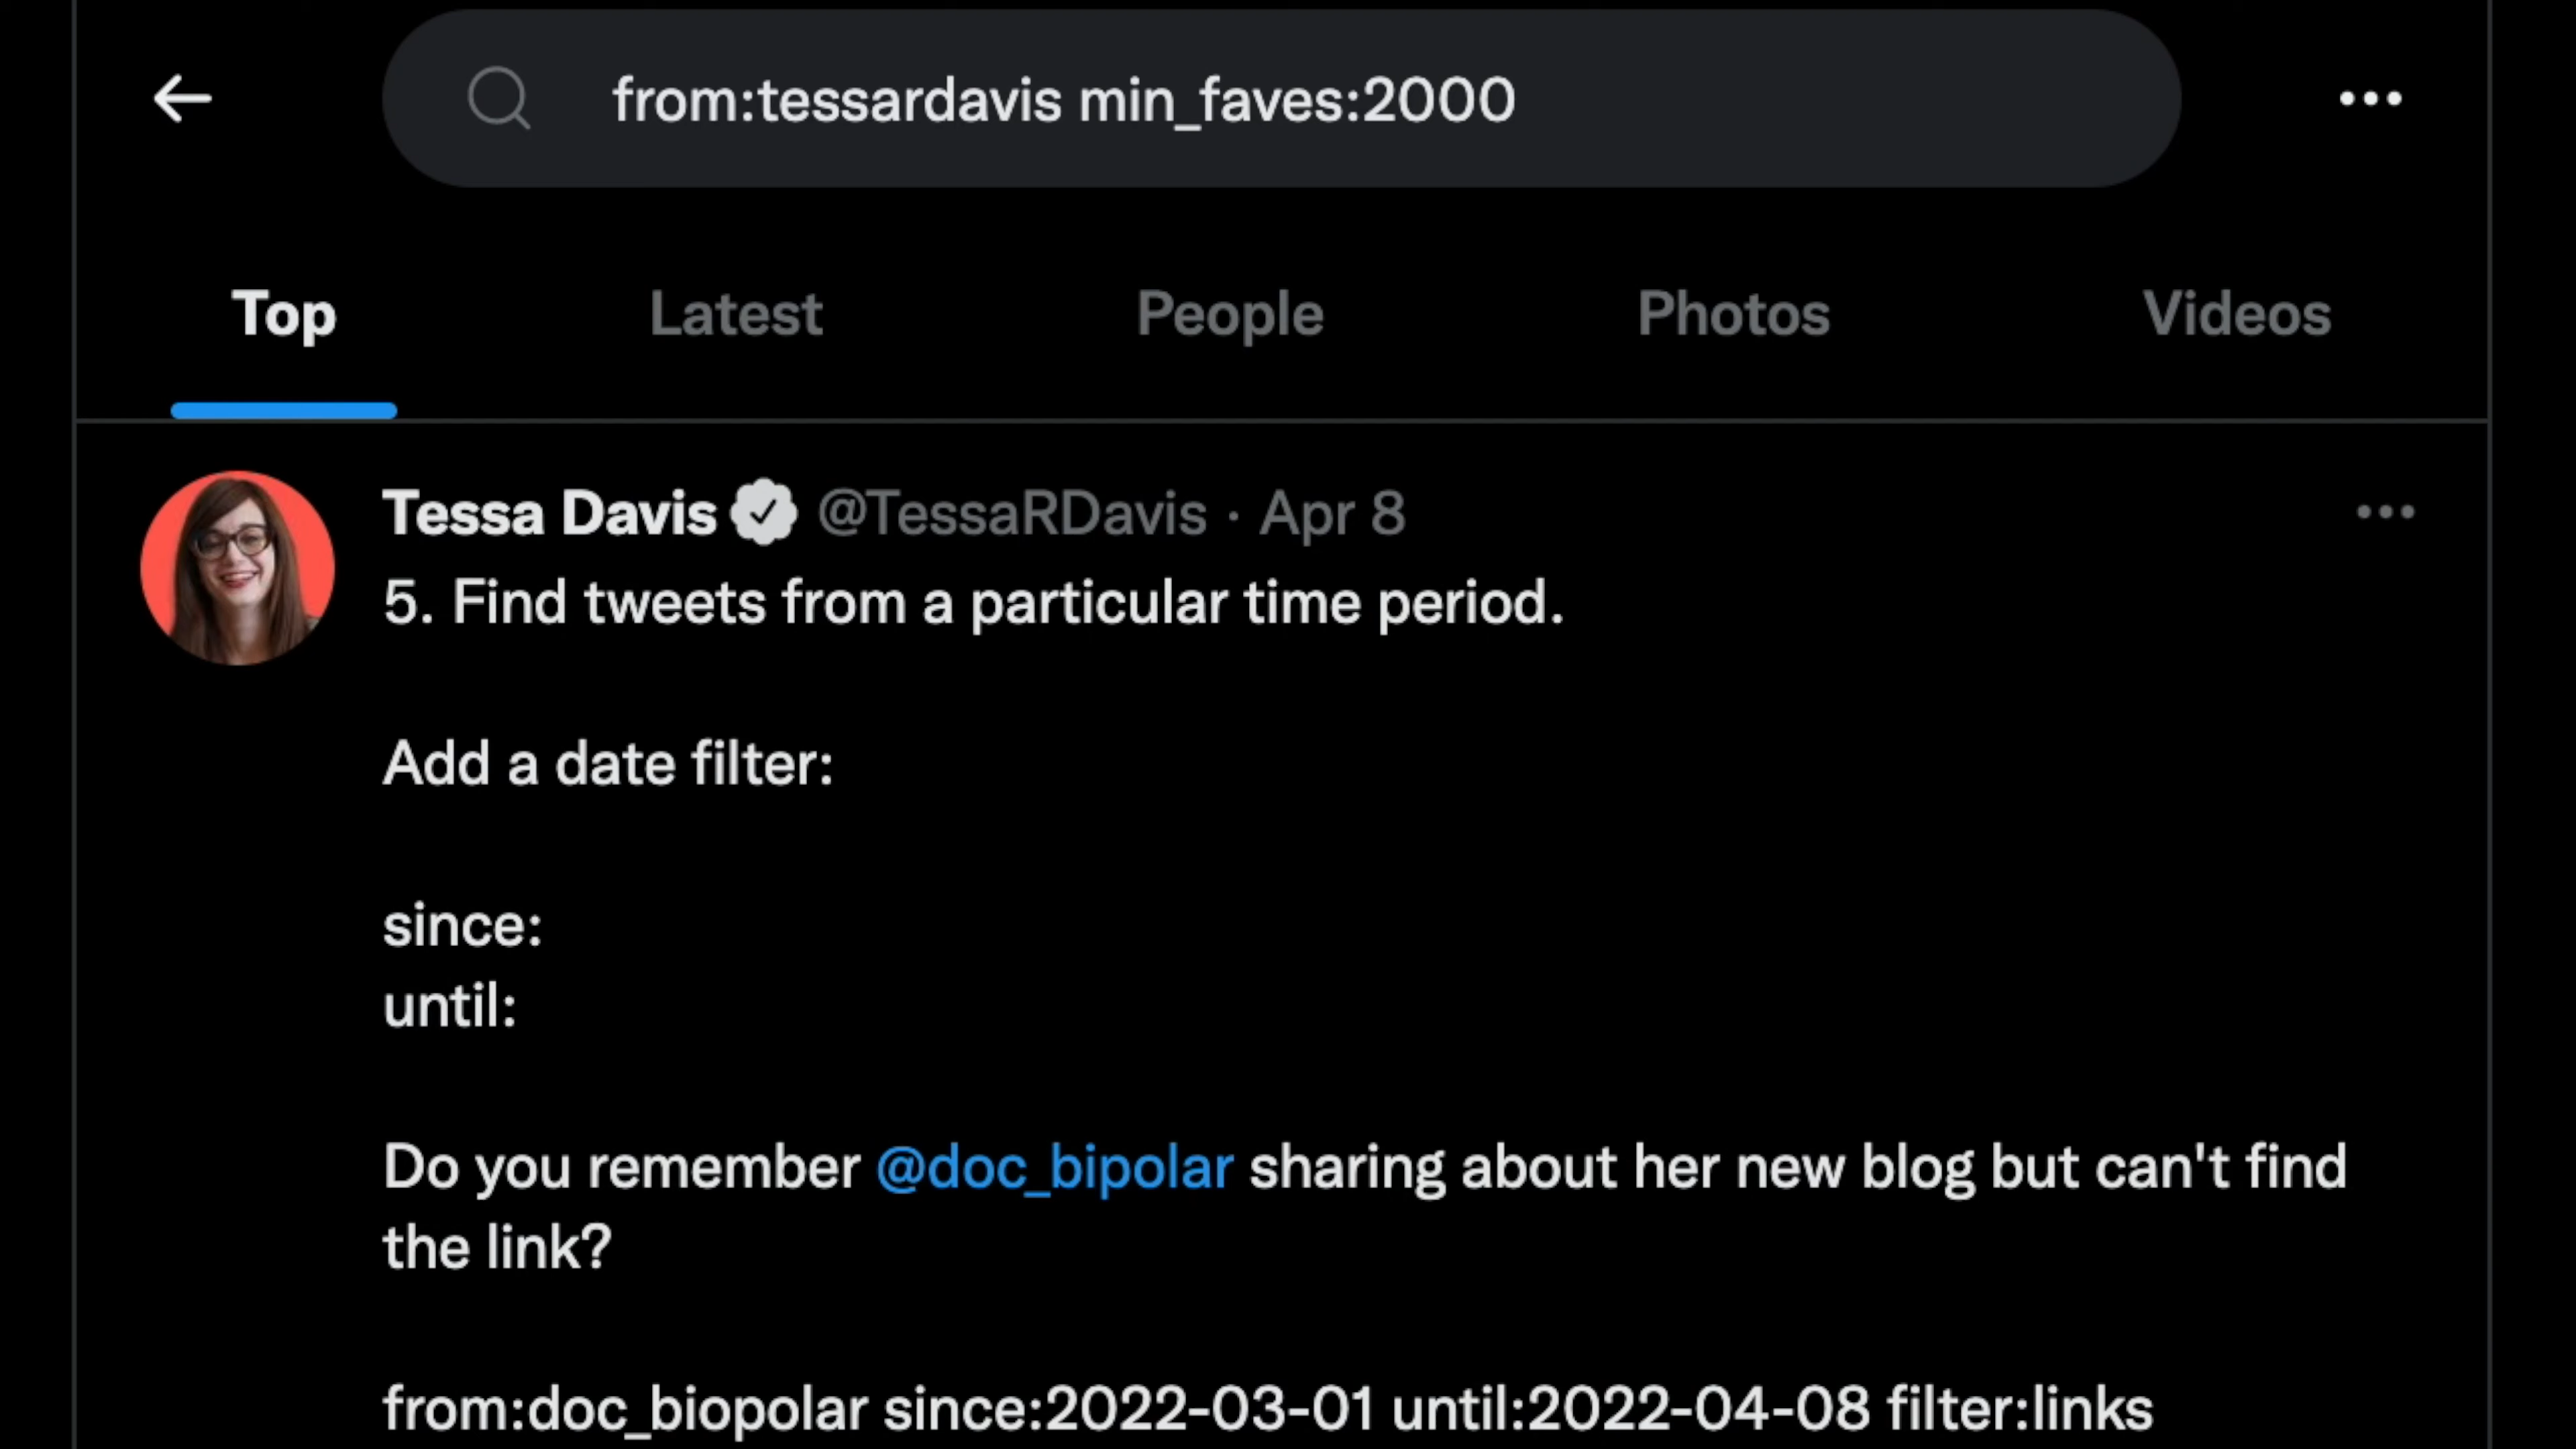 from:tessardavis min_faves:2000
Top Latest People Photos Videos
Tessa Davis @TessaRDavis · Apr 8
5. Find tweets from a particular time period.
Add a date filter:
since:
until:
Do you remember @doc_bipolar sharing about her new blog but can't find
the link?
from:doc_biopolar since:2022-03-01 until:2022-04-08 filter:links